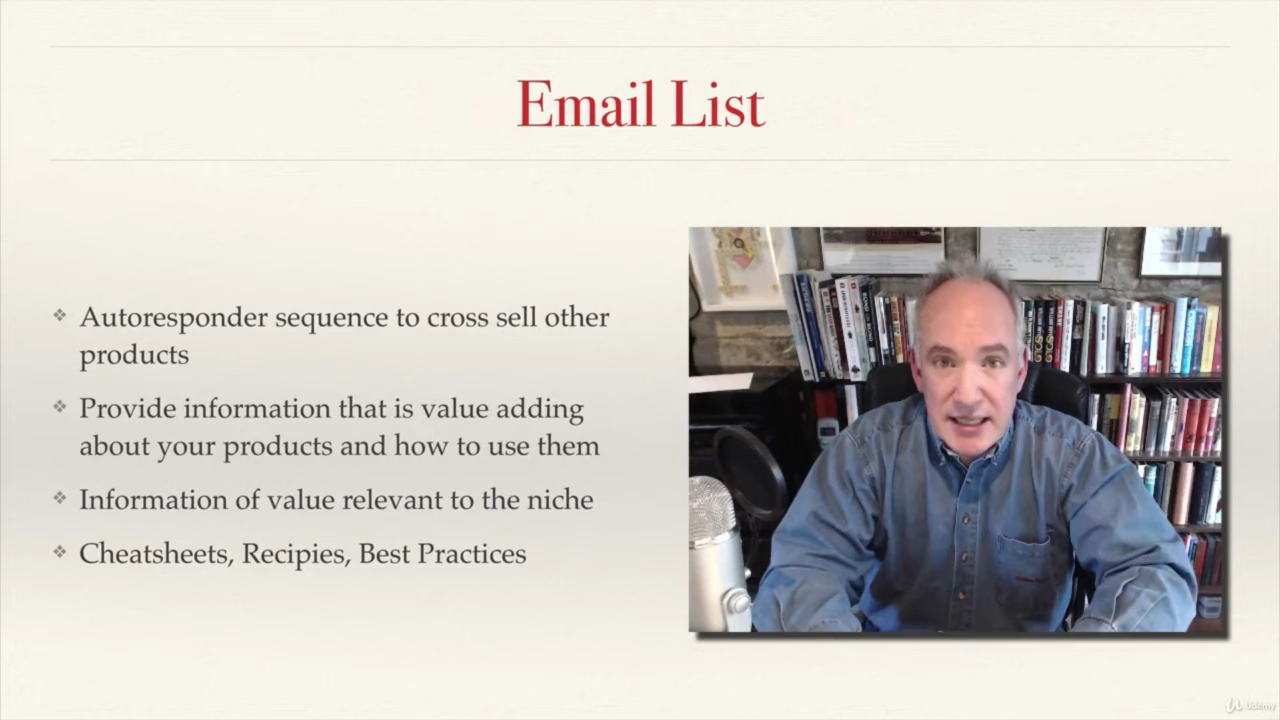 Email List
Autoresponder sequence to cross sell other
products
Provide information that is value adding
about your products and how to use them
Information of value relevant to the niche
Cheatsheets, Recipies, Best Practices
Udemy